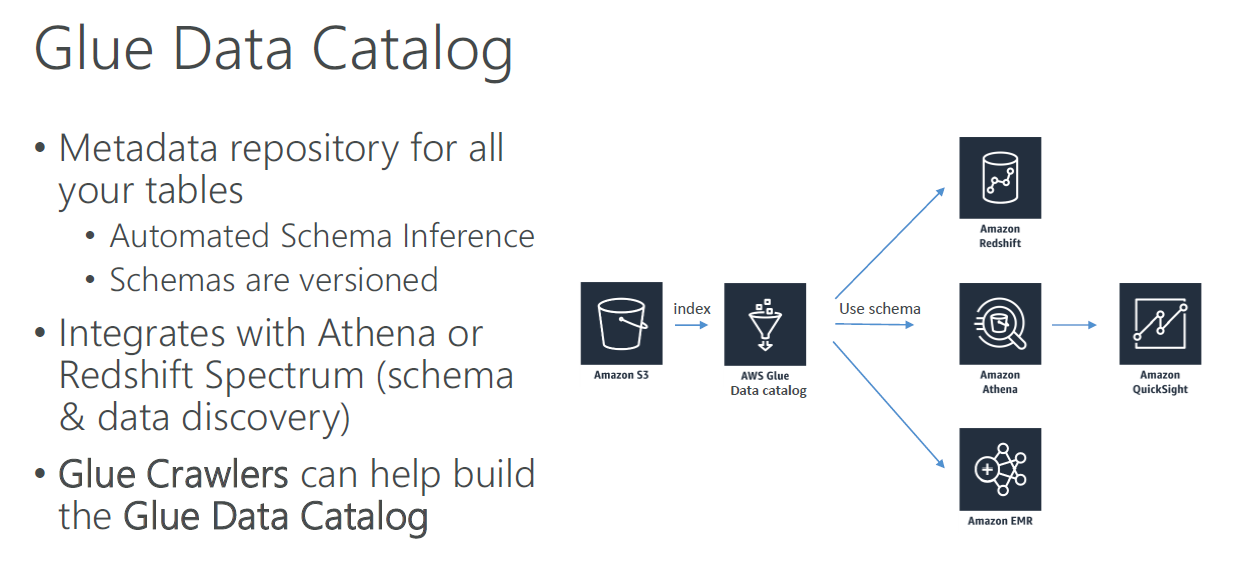 Glue Data Catalog
• Metadata repository for all
your tables
• Automated Schema Inference
• Schemas are versioned
• Integrates with Athena or
Redshift Spectrum (schema
& data discovery)
• Glue Crawlers can help build
the Glue Data Catalog
Amazon S3
index
AWS Glue
Data catalog
Use schema
Amazon
Redshift
Amazon
Athena
Amazon
QuickSight
Amazon EMR